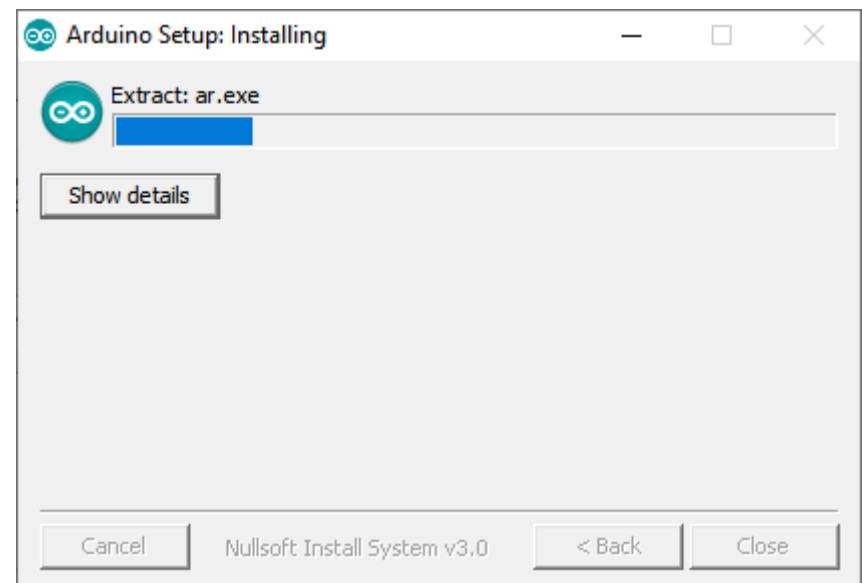 Arduino Setup: Installing
Extract: ar.exe
Show details
Cancel Nullsoft Install System v3.0 < Back Close